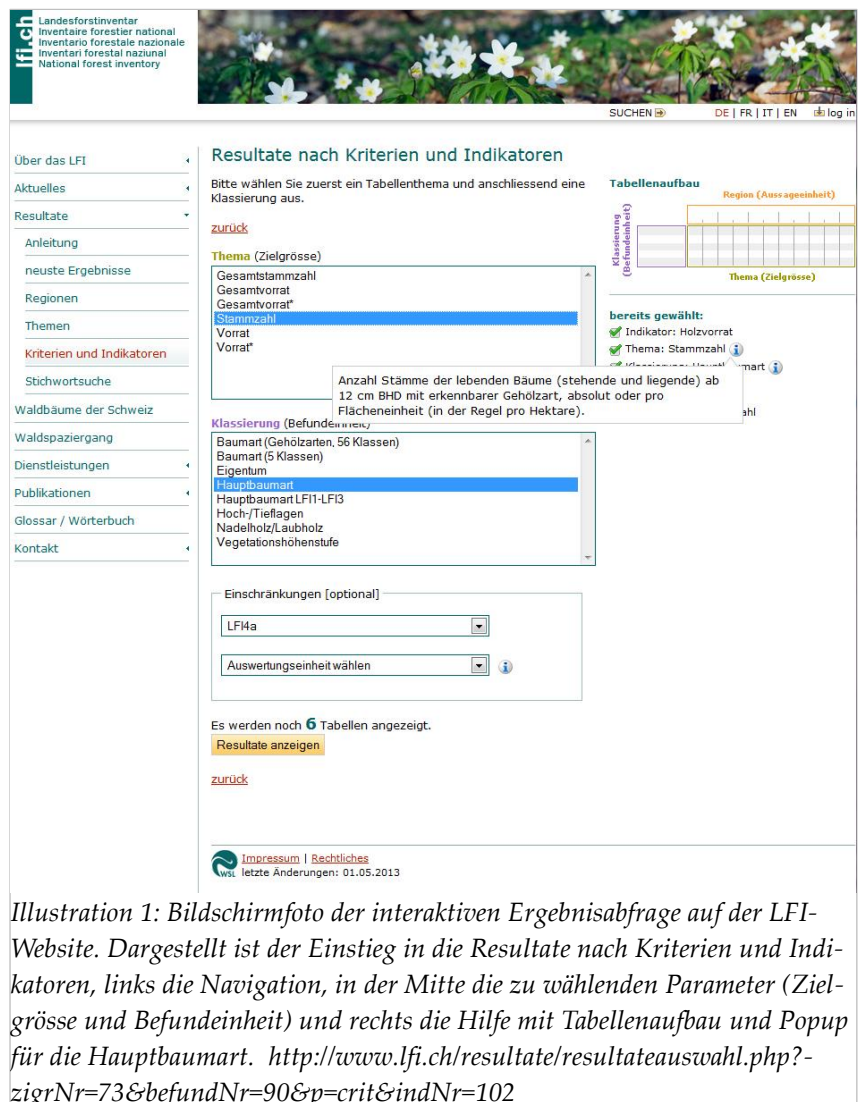 lfi.ch
Landesforstinventar
Inventaire forestier national
Inventario forestale nazionale
Inventari forestal naziunal
National forest inventory
SUCHEN
DE | FR | IT | EN
log in
Über das LFI
Aktuelles
Resultate
Anleitung
neuste Ergebnisse
Regionen
Themen
Kriterien und Indikatoren
Stichwortsuche
Waldbäume der Schweiz
Waldspaziergang
Dienstleistungen
Publikationen
Glossar / Wörterbuch
Kontakt
Resultate nach Kriterien und Indikatoren
Bitte wählen Sie zuerst ein Tabellenthema und anschliessend eine
Klassierung aus.
zurück
Thema (Zielgrösse)
Gesamtstammzahl
Gesamtvorrat
Gesamtvorrat*
Stammzahl
Vorrat
Vorrat*
Klassierung (Befundeinheit)
Baumart (Gehölzarten, 56 Klassen)
Baumart (5 Klassen)
Eigentum
Hauptbaumart
Hauptbaumart LFI1-LFI3
Hoch-/Tieflagen
Nadelholz/Laubholz
Vegetationshöhenstufe
Einschränkungen [optional]
LFI4a
Auswertungseinheit wählen
Es werden noch 6 Tabellen angezeigt.
Resultate anzeigen
zurück
Tabellenaufbau
Region (Aussageeinheit)
Klassierung
(Befundeinheit)
Thema (Zielgrösse)
bereits gewählt:
Indikator: Holzvorrat
Thema: Stammzahl
Anzahl Stämme der lebenden Bäume (stehende und liegende) ab
12 cm BHD mit erkennbarer Gehölzart, absolut oder pro
Flächeneinheit (in der Regel pro Hektare).
WSL
Impressum | Rechtliches
letzte Änderungen: 01.05.2013
Illustration 1: Bildschirmfoto der interaktiven Ergebnisabfrage auf der LFI-
Website. Dargestellt ist der Einstieg in die Resultate nach Kriterien und Indi-
katoren, links die Navigation, in der Mitte die zu wählenden Parameter (Ziel-
grösse und Befundeinheit) und rechts die Hilfe mit Tabellenaufbau und Popup
für die Hauptbaumart. http://www.lfi.ch/resultate/resultateauswahl.php?-
zigrNr=73&befundNr=90&p=crit&indNr=102